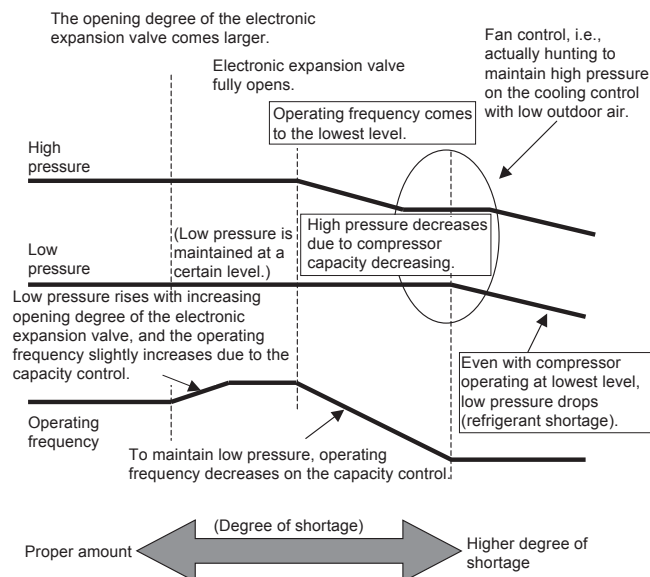 The opening degree of the electronic
expansion valve comes larger.
Electronic expansion valve
fully opens.
Fan control, i.e.,
actually hunting to
maintain high pressure
on the cooling control
with low outdoor air.
Operating frequency comes
to the lowest level.
High
pressure
(Low pressure is
maintained at a
certain level.)
High pressure decreases
due to compressor
capacity decreasing.
Low
pressure
Low pressure rises with increasing
opening degree of the electronic
expansion valve, and the operating
frequency slightly increases due to the
capacity control.
Even with compressor
operating at lowest level,
low pressure drops
(refrigerant shortage).
Operating
frequency
To maintain low pressure, operating
frequency decreases on the capacity control.
(Degree of shortage)
Proper amount
Higher degree of
shortage